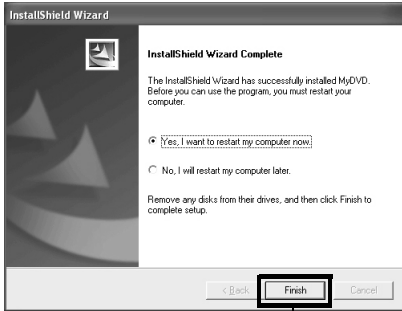 InstallShield Wizard
InstallShield Wizard Complete
The InstallShield Wizard has successfully installed MyDVD.
Before you can use the program, you must restart your
computer.
Yes, I want to restart my computer now.
No, I will restart my computer later.
Remove any disks from their drives, and then click Finish to
complete setup.
< Back Finish Cancel